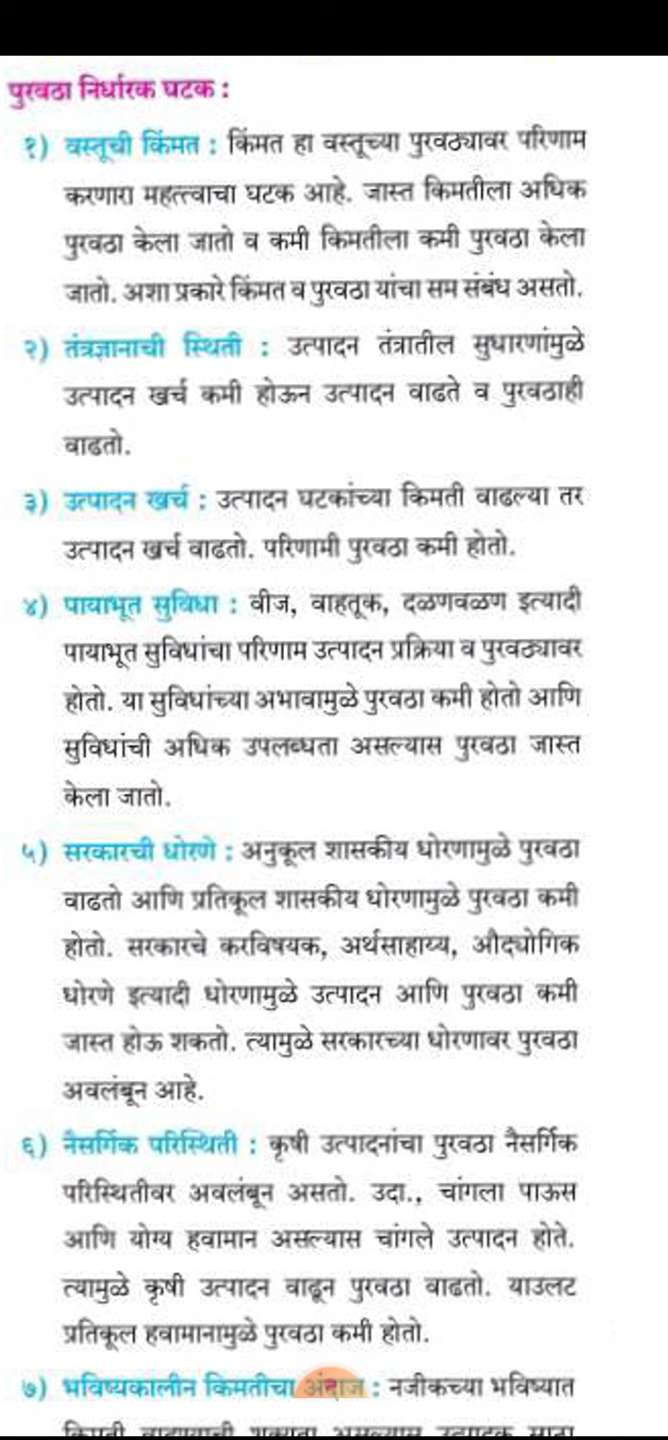 पुरवठा निर्धारक घटक :
१) वस्तूची किंमत : किंमत हा वस्तूच्या पुरवठ्यावर परिणाम
करणारा महत्त्वाचा घटक आहे. जास्त किमतीला अधिक
पुरवठा केला जातो व कमी किमतीला कमी पुरवठा केला
जातो. अशा प्रकारे किंमत व पुरवठा यांचा सम संबंध असतो.
२) तंत्रज्ञानाची स्थिती : उत्पादन तंत्रातील सुधारणांमुळे
उत्पादन खर्च कमी होऊन उत्पादन वाढते व पुरवठाही
वाढतो.
३) उत्पादन खर्च : उत्पादन घटकांच्या किमती वाढल्या तर
उत्पादन खर्च वाढतो. परिणामी पुरवठा कमी होतो.
४) पायाभूत सुविधा : वीज, वाहतूक, दळणवळण इत्यादी
पायाभूत सुविधांचा परिणाम उत्पादन प्रक्रिया व पुरवठ्यावर
होतो. या सुविधांच्या अभावामुळे पुरवठा कमी होतो आणि
सुविधांची अधिक उपलब्धता असल्यास पुरवठा जास्त
केला जातो.
५) सरकारची धोरणे : अनुकूल शासकीय धोरणामुळे पुरवठा
वाढतो आणि प्रतिकूल शासकीय धोरणामुळे पुरवठा कमी
होतो. सरकारचे करविषयक, अर्थसाहाय्य, औद्योगिक
धोरणे इत्यादी धोरणामुळे उत्पादन आणि पुरवठा कमी
जास्त होऊ शकतो. त्यामुळे सरकारच्या धोरणावर पुरवठा
अवलंबून आहे.
६) नैसर्गिक परिस्थिती : कृषी उत्पादनांचा पुरवठा नैसर्गिक
परिस्थितीवर अवलंबून असतो. उदा., चांगला पाऊस
आणि योग्य हवामान असल्यास चांगले उत्पादन होते.
त्यामुळे कृषी उत्पादन वाढून पुरवठा वाढतो. याउलट
प्रतिकूल हवामानामुळे पुरवठा कमी होतो.
७) भविष्यकालीन किमतीचा अंदाज : नजीकच्या भविष्यात